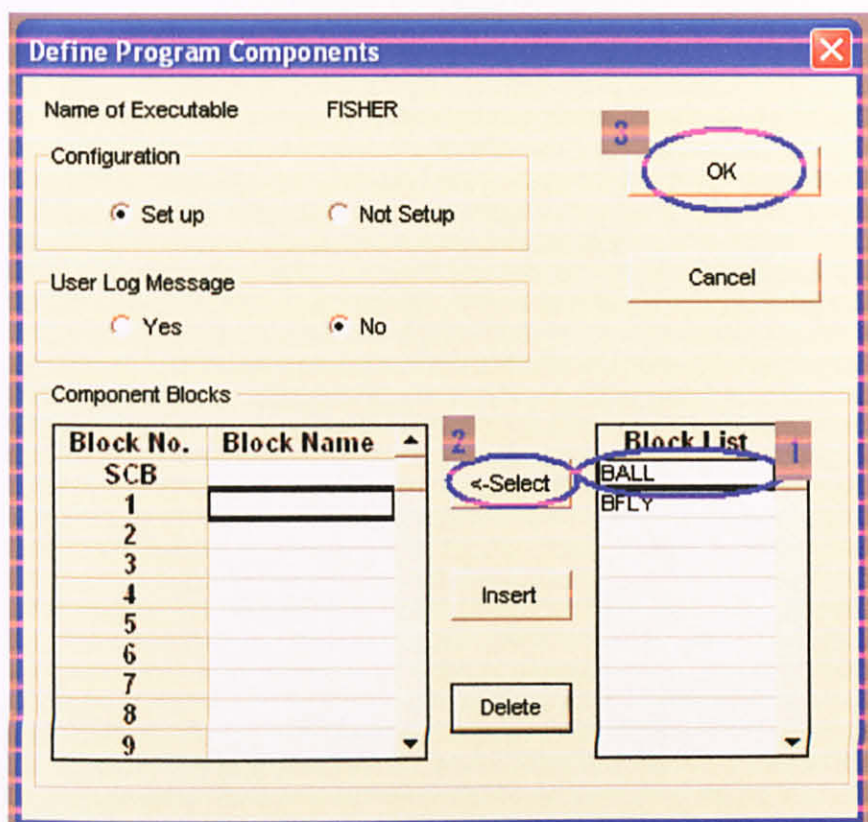 Define Program Components
Name of Executable FISHER
Configuration
Set up Not Setup
3
OK
Cancel
User Log Message
Yes No
Component Blocks
Block No. Block Name
SCB
1
2
3
4
5
6
7
8
9
2
<-Select
Insert
Delete
Block List
1
BALL
BFLY